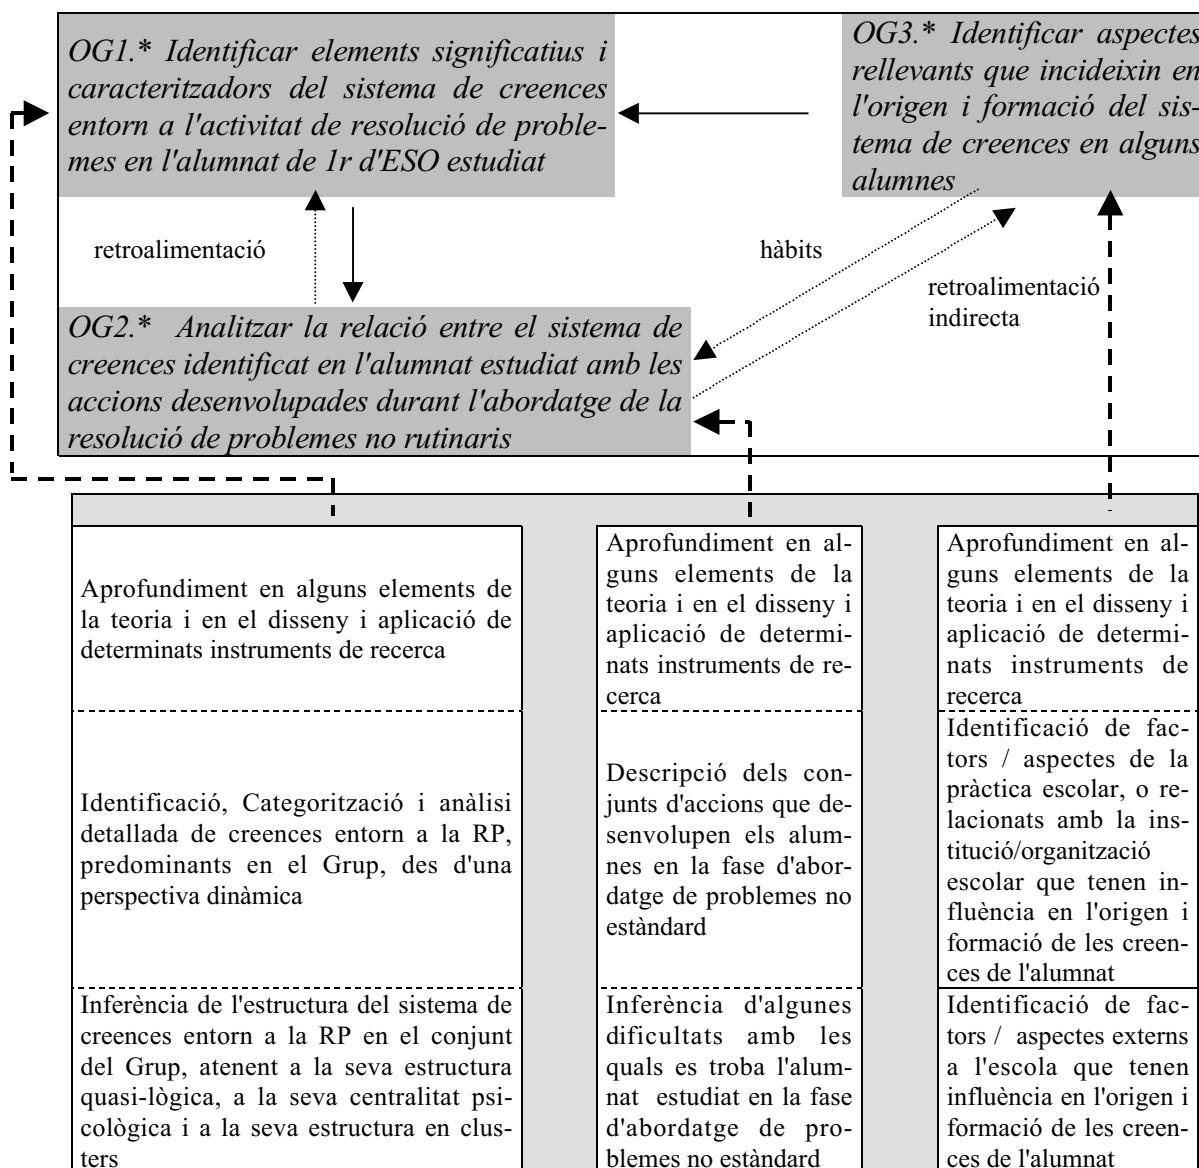 OG1.* Identificar elements significatius i
caracteritzadors del sistema de creences
entorn a l'activitat de resolució de proble-
mes en l'alumnat de 1r d'ESO estudiat
OG3.* Identificar aspectes
rellevants que incideixin en
l'origen i formació del sis-
tema de creences en alguns
alumnes
retroalimentació
hàbits
retroalimentació
indirecta
OG2.* Analitzar la relació entre el sistema de
creences identificat en l'alumnat estudiat amb les
accions desenvolupades durant l'abordatge de la
resolució de problemes no rutinaris
Aprofundiment en alguns elements de
la teoria i en el disseny i aplicació de
determinats instruments de recerca
Aprofundiment en al-
guns elements de la
teoria i en el disseny i
aplicació de determi-
nats instruments de re-
cerca
Aprofundiment en al-
guns elements de la
teoria i en el disseny i
aplicació de determi-
nats instruments de
recerca
Identificació, Categorització i anàlisi
detallada de creences entorn a la RP,
predominants en el Grup, des d'una
perspectiva dinàmica
Descripció dels con-
junts d'accions que de-
senvolupen els alum-
nes en la fase d'abor-
datge de problemes no
estàndard
Identificació de fac-
tors / aspectes de la
pràctica escolar, o re-
lacionats amb la ins-
titució/organització
escolar que tenen in-
fluència en l'origen i
formació de les creen-
ces de l'alumnat
Inferència de l'estructura del sistema de
creences entorn a la RP en el conjunt
del Grup, atenent a la seva estructura
quasi-lògica, a la seva centralitat psi-
cològica i a la seva estructura en clus-
ters
Inferència d'algunes
dificultats amb les
quals es troba l'alum-
nat estudiat en la fase
d'abordatge de pro-
blemes no estàndard
Identificació de fac-
tors / aspectes externs
a l'escola que tenen
influència en l'origen i
formació de les creen-
ces de l'alumnat